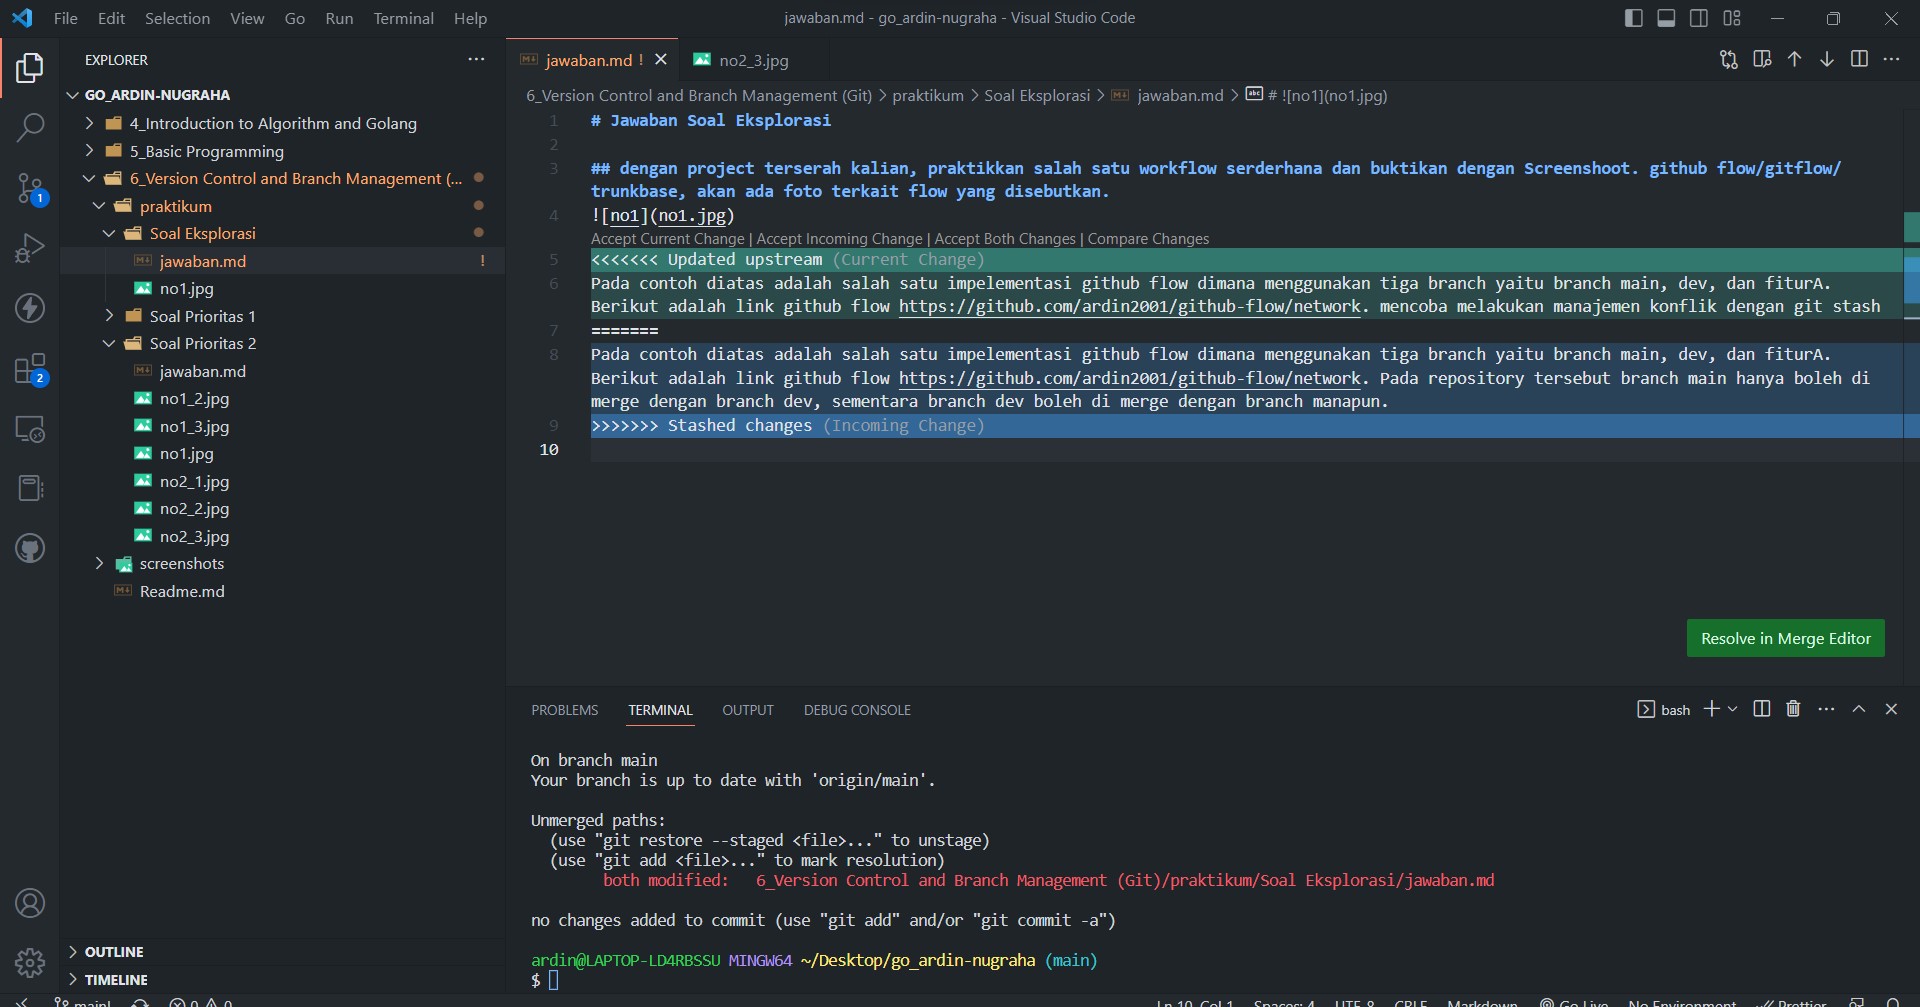 File Edit Selection View Go Run Terminal Help
jawaban.md - go_ardin-nugraha - Visual Studio Code
EXPLORER
GO_ARDIN-NUGRAHA
4_Introduction to Algorithm and Golang
5_Basic Programming
6_Version Control and Branch Management (...
praktikum
Soal Eksplorasi
jawaban.md !
no1.jpg
Soal Prioritas 1
Soal Prioritas 2
jawaban.md
no1_2.jpg
no1_3.jpg
no1.jpg
no2_1.jpg
no2_2.jpg
no2_3.jpg
screenshots
Readme.md
OUTLINE
TIMELINE
1
2
jawaban.md ! no2_3.jpg
6_Version Control and Branch Management (Git) > praktikum > Soal Eksplorasi > jawaban.md > # ![no1](no1.jpg)
1 # Jawaban Soal Eksplorasi
2
3 ## dengan project terserah kalian, praktikkan salah satu workflow serderhana dan buktikan dengan Screenshoot. github flow/gitflow/
trunkbase, akan ada foto terkait flow yang disebutkan.
4 ![no1](no1.jpg)
Accept Current Change | Accept Incoming Change | Accept Both Changes | Compare Changes
5 <<<<<<< Updated upstream (Current Change)
6 Pada contoh diatas adalah salah satu impelementasi github flow dimana menggunakan tiga branch yaitu branch main, dev, dan fiturA.
Berikut adalah link github flow https://github.com/ardin2001/github-flow/network. mencoba melakukan manajemen konflik dengan git stash
7 =======
8 Pada contoh diatas adalah salah satu impelementasi github flow dimana menggunakan tiga branch yaitu branch main, dev, dan fiturA.
Berikut adalah link github flow https://github.com/ardin2001/github-flow/network. Pada repository tersebut branch main hanya boleh di
merge dengan branch dev, sementara branch dev boleh di merge dengan branch manapun.
9 >>>>>>> Stashed changes (Incoming Change)
10
Resolve in Merge Editor
PROBLEMS TERMINAL OUTPUT DEBUG CONSOLE
bash
On branch main
Your branch is up to date with 'origin/main'.
Unmerged paths:
(use "git restore --staged <file>..." to unstage)
(use "git add <file>..." to mark resolution)
both modified: 6_Version Control and Branch Management (Git)/praktikum/Soal Eksplorasi/jawaban.md
no changes added to commit (use "git add" and/or "git commit -a")
ardin@LAPTOP-LD4RBSSU MINGW64 ~/Desktop/go_ardin-nugraha (main)
$
main! 0 0 Ln 10, Col 1 Spaces: 4 UTF-8 CRLF Markdown Go Live No Environment Prettier